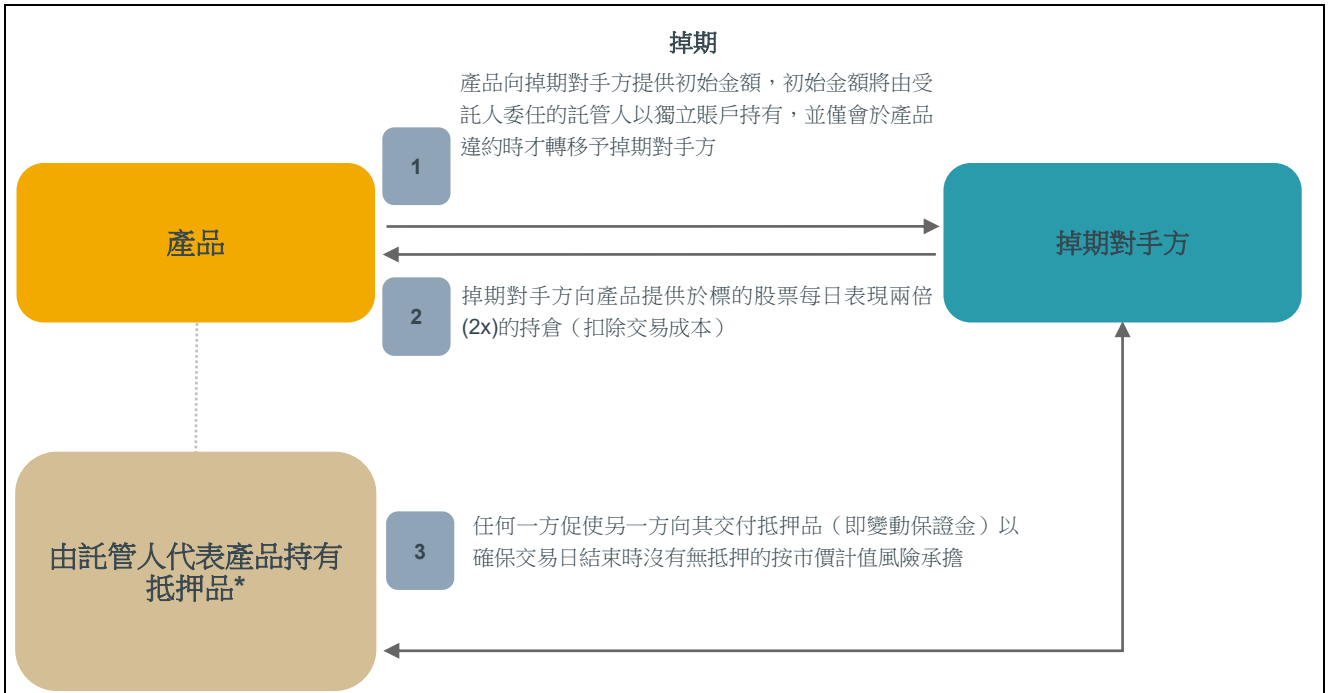 掉期
產品向掉期對手方提供初始金額，初始金額將由受
託人委任的託管人以獨立賬戶持有，並僅會於產品
違約時才轉移予掉期對手方
1
產品
掉期對手方
2
掉期對手方向產品提供於標的股票每日表現兩倍
(2x)的持倉（扣除交易成本）
由託管人代表產品持有
抵押品*
3
任何一方促使另一方向其交付抵押品（即變動保證金）以
確保交易日結束時沒有無抵押的按市價計值風險承擔